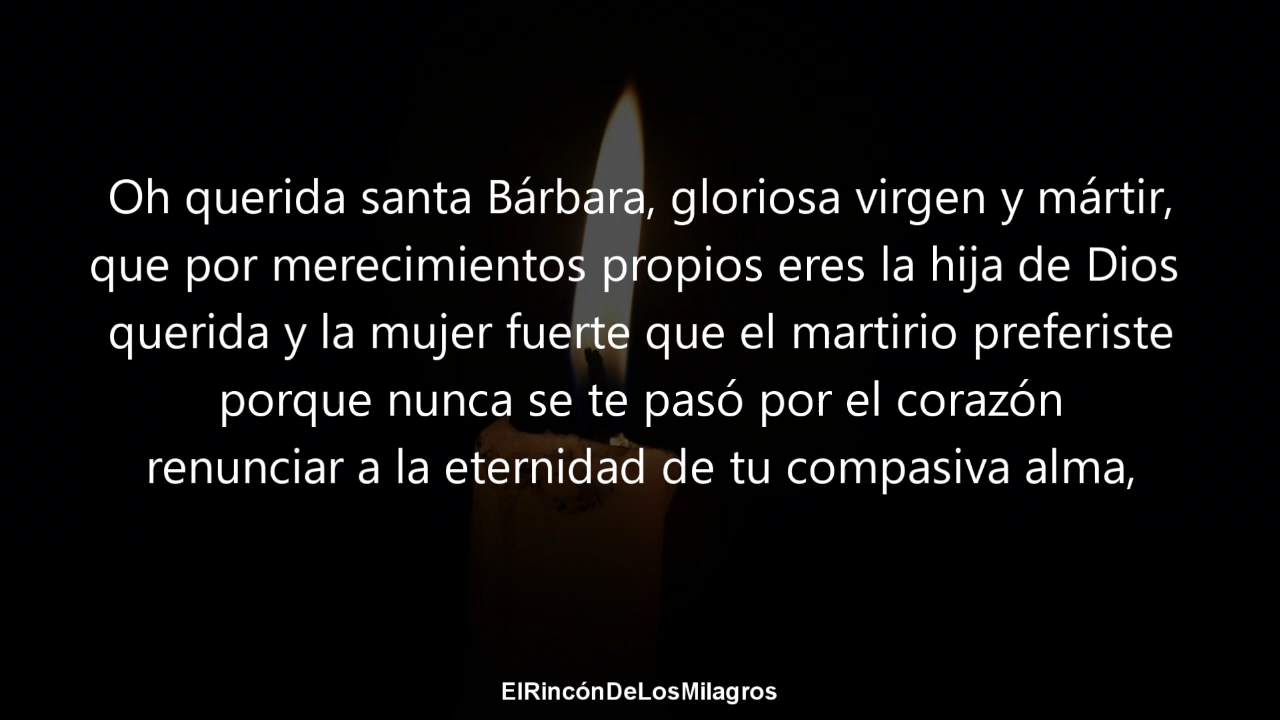 Oh querida santa Bárbara, gloriosa virgen y mártir,
que por merecimientos propios eres la hija de Dios
querida y la mujer fuerte que el martirio preferiste
porque nunca se te pasó por el corazón
renunciar a la eternidad de tu compasiva alma,
ElRincónDeLosMilagros